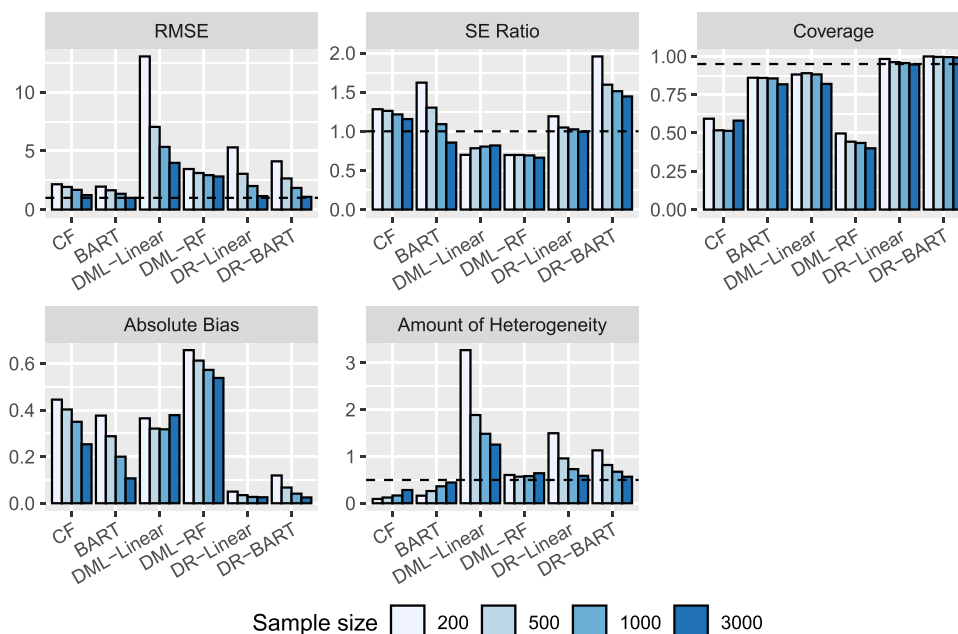 RMSE
SE Ratio
Coverage
10
5
0
2.0
1.5
1.0
0.5
0.0
1.00
0.75
0.50
0.25
0.00
CF
BART
DML−Linear
DML−RF
DR−Linear
DR−BART
CF
BART
DML−Linear
DML−RF
DR−Linear
DR−BART
CF
BART
DML−Linear
DML−RF
DR−Linear
DR−BART
Absolute Bias
Amount of Heterogeneity
0.6
0.4
0.2
0.0
3
2
1
0
CF
BART
DML−Linear
DML−RF
DR−Linear
DR−BART
CF
BART
DML−Linear
DML−RF
DR−Linear
DR−BART
Sample size 200 500 1000 3000